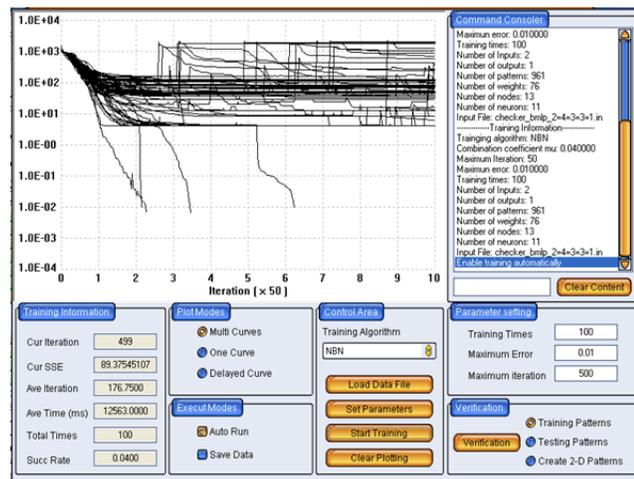 1.0E+04
1.0E+03
1.0E+02
1.0E+01
1.0E-00
1.0E-01
1.0E-02
1.0E-03
1.0E-04
0 1 2 3 4 5 6 7 8 9 10
Iteration ( × 50 )
Command Consoler
Maximun error: 0.010000
Training times: 100
Number of Inputs: 2
Number of outputs: 1
Number of patterns: 961
Number of weights: 76
Number of nodes: 13
Number of neurons: 11
Input File: checker_bmlp_2=4=3=3=1.in
--------------Training Information--------------
Trainging algorithm: NBN
Combination coefficient mu: 0.040000
Maximum Iteration: 50
Maximun error: 0.010000
Training times: 100
Number of Inputs: 2
Number of outputs: 1
Number of patterns: 961
Number of weights: 76
Number of nodes: 13
Number of neurons: 11
Input File: checker_bmlp_2=4=3=3=1.in
Enable training automatically
Clear Content
Training Information
Cur Iteration 499
Cur SSE 89.37545107
Ave Iteration 176.7500
Ave Time (ms) 12563.0000
Total Times 100
Succ Rate 0.0400
Plot Modes
Multi Curves
One Curve
Delayed Curve
Execut Modes
Auto Run
Save Data
Control Area
Training Algorithm
NBN
Load Data File
Set Parameters
Start Training
Clear Plotting
Parameter setting
Training Times 100
Maximum Error 0.01
Maximum iteration 500
Verification
Verification
Training Patterns
Testing Patterns
Create 2-D Patterns